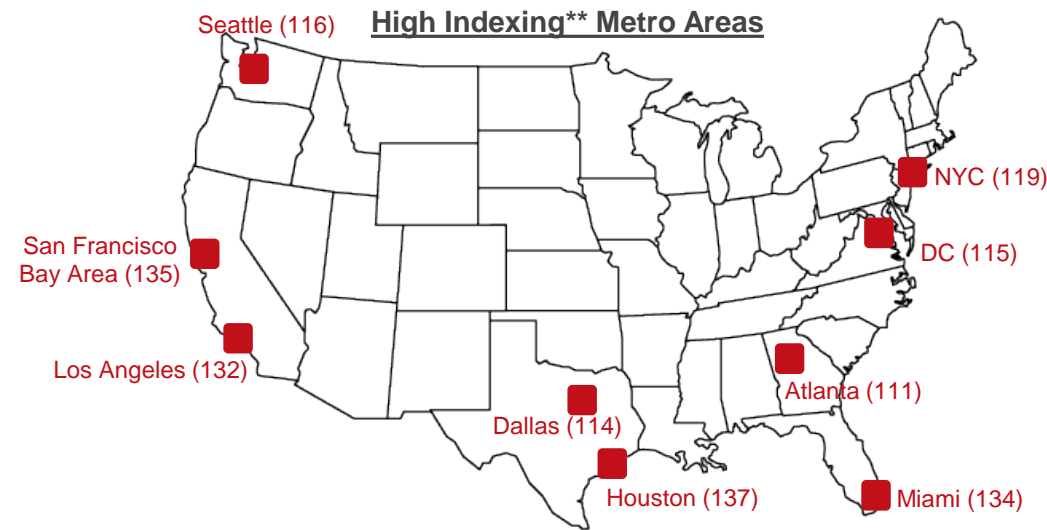 High Indexing** Metro Areas
Seattle (116)
NYC (119)
San Francisco
Bay Area (135)
DC (115)
Los Angeles (132)
Atlanta (111)
Dallas (114)
Houston (137)
Miami (134)